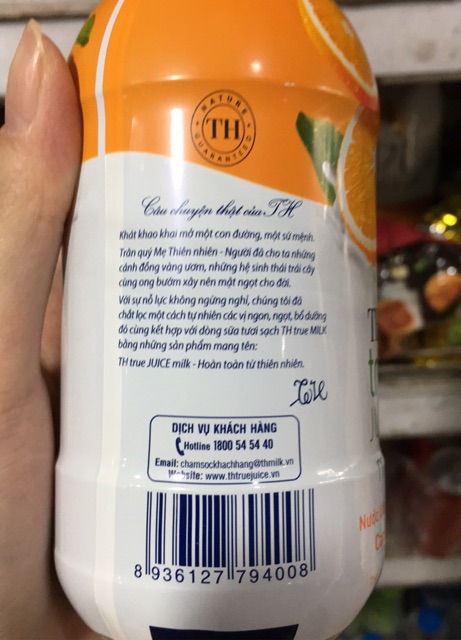 NATURE
TH
GUARANTEED
Câu chuyện thật của TH
Khát khao khai mở một con đường, một sứ mệnh.
Trân quý Mẹ Thiên nhiên - Người đã cho ta những
cánh đồng vàng ươm, những hệ sinh thái trái cây
cùng ong bướm xây nên mật ngọt cho đời.
Với sự nỗ lực không ngừng nghỉ, chúng tôi đã
chắt lọc một cách tự nhiên các vị ngon, ngọt, bổ dưỡng
đó cùng kết hợp với dòng sữa tươi sạch TH true MILK
bằng những sản phẩm mang tên:
TH true JUICE milk - Hoàn toàn từ thiên nhiên.
DỊCH VỤ KHÁCH HÀNG
Hotline 1800 54 54 40
Email: chamsockhachhang@thmilk.vn
Website: www.thtruejuice.vn
8 936127 794008
Nước